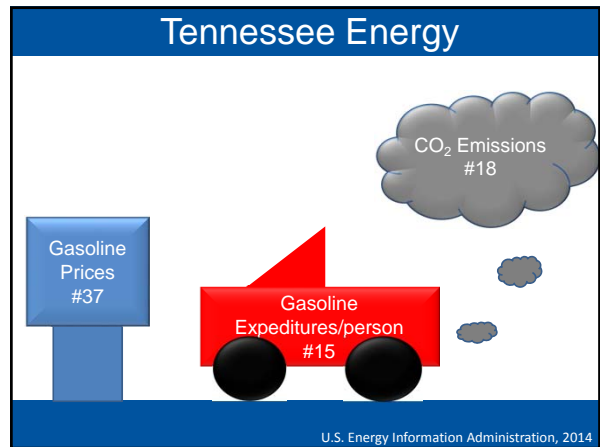 Tennessee Energy
CO₂ Emissions
#18
Gasoline
Prices
#37
Gasoline
Expeditures/person
#15
U.S. Energy Information Administration, 2014